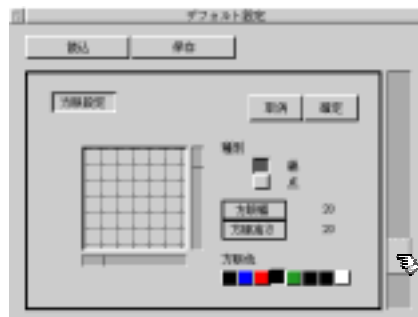 デフォルト設定
読込 保存
方眼設定
取消 確定
種別
線
点
方眼幅 20
方眼高さ 20
方眼色